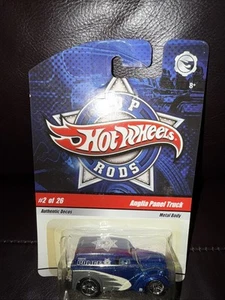 COP
8+
Hot Wheels
RODS
#2 of 26
Anglia Panel Truck
Authentic Decos
Metal Body